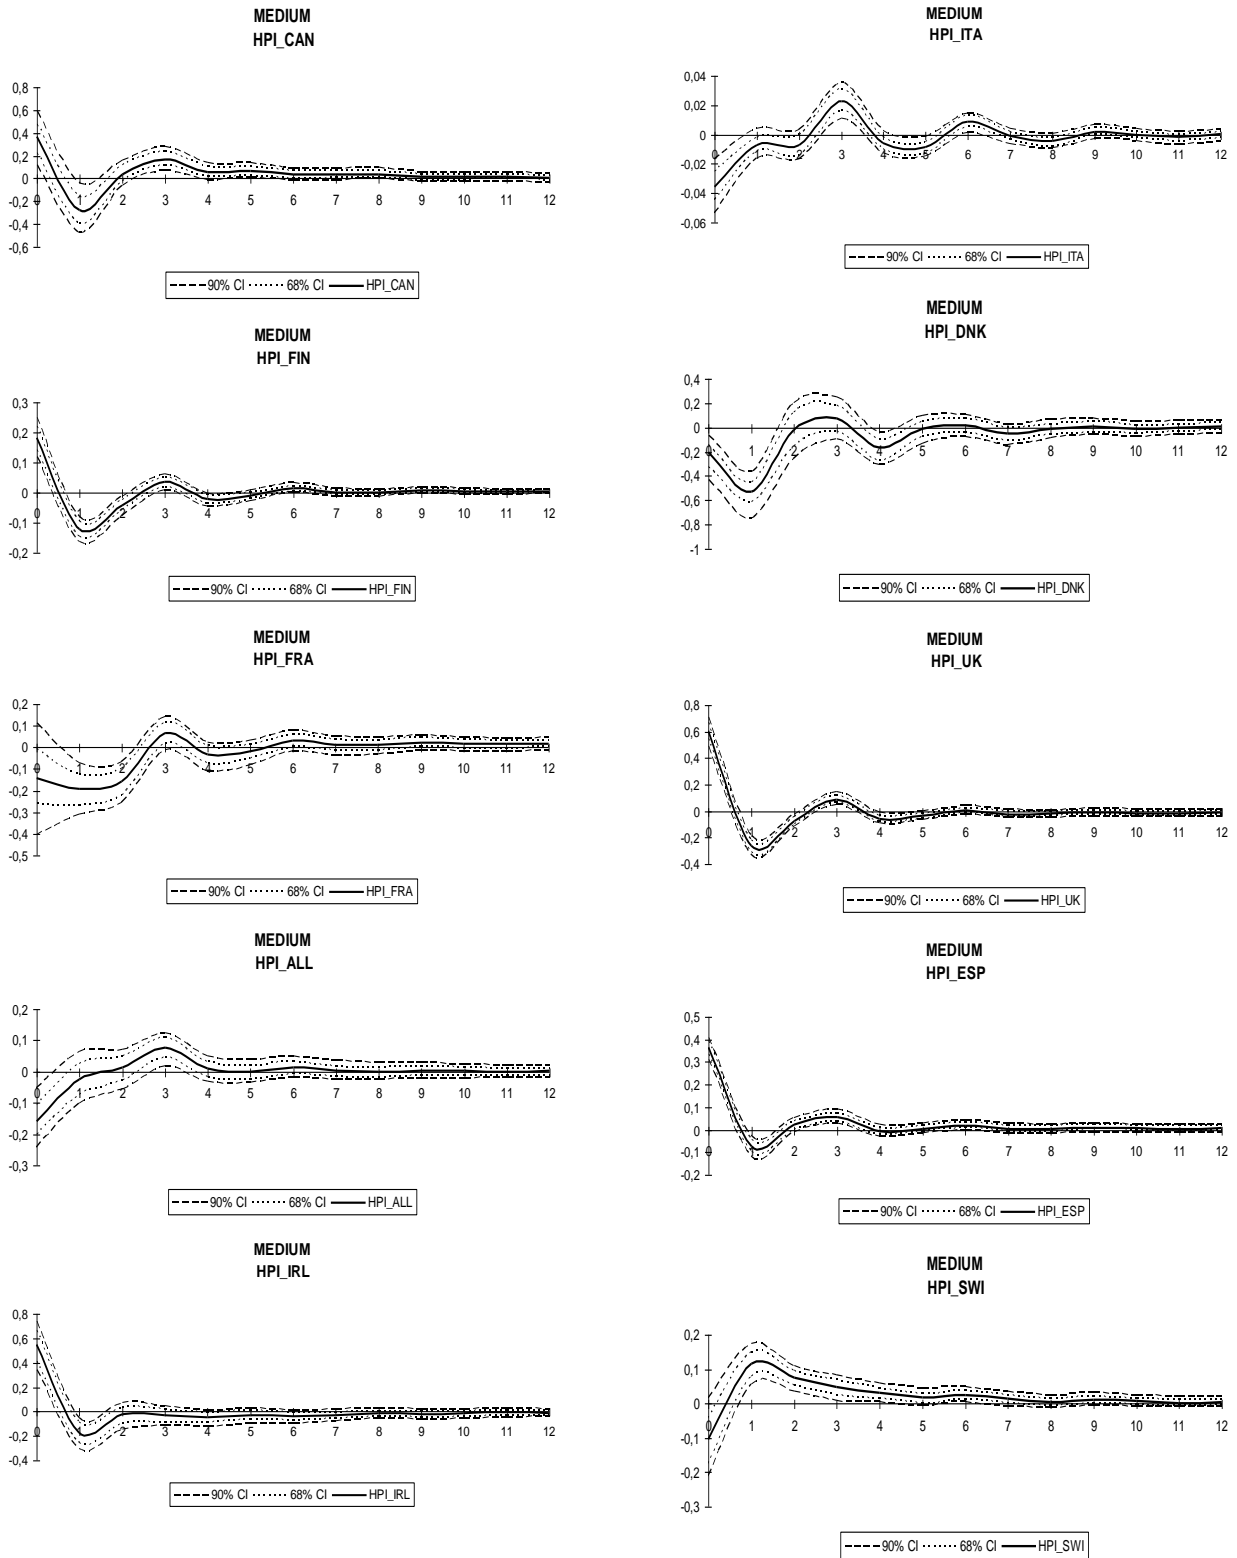 MEDIUM
HPI_CAN
0,8
0,6
0,4
0,2
0
-0,2
-0,4
-0,6
0 1 2 3 4 5 6 7 8 9 10 11 12
90% CI 68% CI HPI_CAN
MEDIUM
HPI_ITA
0,04
0,02
0
-0,02
-0,04
-0,06
0 1 2 3 4 5 6 7 8 9 10 11 12
90% CI 68% CI HPI_ITA
MEDIUM
HPI_FIN
0,3
0,2
0,1
0
-0,1
-0,2
0 1 2 3 4 5 6 7 8 9 10 11 12
90% CI 68% CI HPI_FIN
MEDIUM
HPI_DNK
0,4
0,2
0
-0,2
-0,4
-0,6
-0,8
-1
0 1 2 3 4 5 6 7 8 9 10 11 12
90% CI 68% CI HPI_DNK
MEDIUM
HPI_FRA
0,2
0,1
0
-0,1
-0,2
-0,3
-0,4
-0,5
0 1 2 3 4 5 6 7 8 9 10 11 12
90% CI 68% CI HPI_FRA
MEDIUM
HPI_UK
0,8
0,6
0,4
0,2
0
-0,2
-0,4
0 1 2 3 4 5 6 7 8 9 10 11 12
90% CI 68% CI HPI_UK
MEDIUM
HPI_ALL
0,2
0,1
0
-0,1
-0,2
-0,3
0 1 2 3 4 5 6 7 8 9 10 11 12
90% CI 68% CI HPI_ALL
MEDIUM
HPI_ESP
0,5
0,4
0,3
0,2
0,1
0
-0,1
-0,2
0 1 2 3 4 5 6 7 8 9 10 11 12
90% CI 68% CI HPI_ESP
MEDIUM
HPI_IRL
0,8
0,6
0,4
0,2
0
-0,2
-0,4
0 1 2 3 4 5 6 7 8 9 10 11 12
90% CI 68% CI HPI_IRL
MEDIUM
HPI_SWI
0,2
0,1
0
-0,1
-0,2
-0,3
0 1 2 3 4 5 6 7 8 9 10 11 12
90% CI 68% CI HPI_SWI